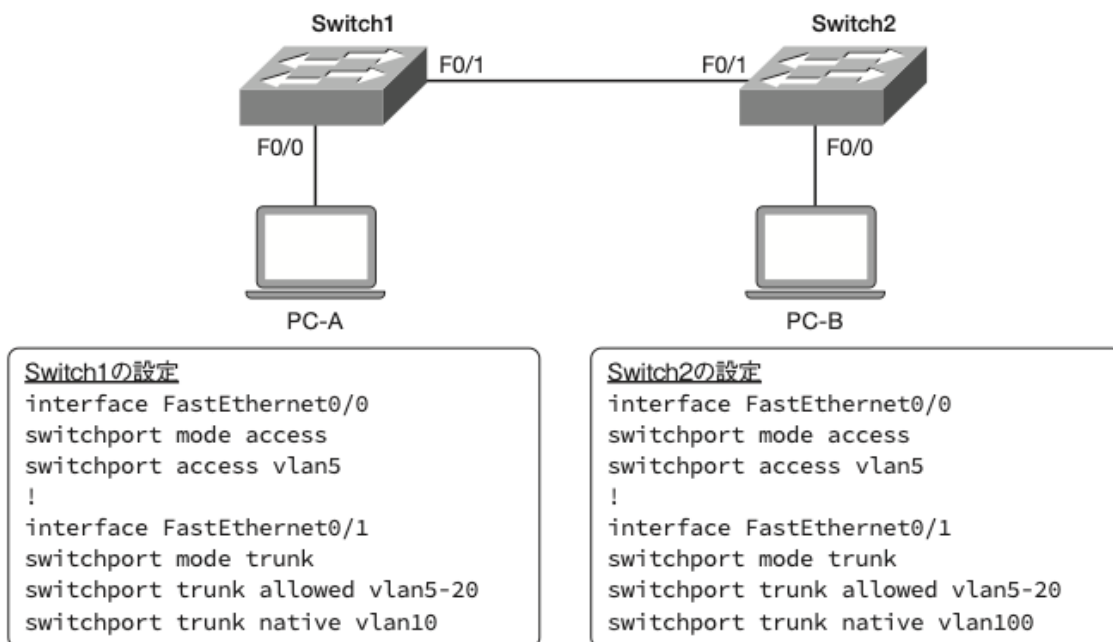 Switch1
Switch2
F0/1
F0/1
F0/0
F0/0
PC-A
PC-B
Switch1の設定
interface FastEthernet0/0
switchport mode access
switchport access vlan5
!
interface FastEthernet0/1
switchport mode trunk
switchport trunk allowed vlan5-20
switchport trunk native vlan10
Switch2の設定
interface FastEthernet0/0
switchport mode access
switchport access vlan5
!
interface FastEthernet0/1
switchport mode trunk
switchport trunk allowed vlan5-20
switchport trunk native vlan100